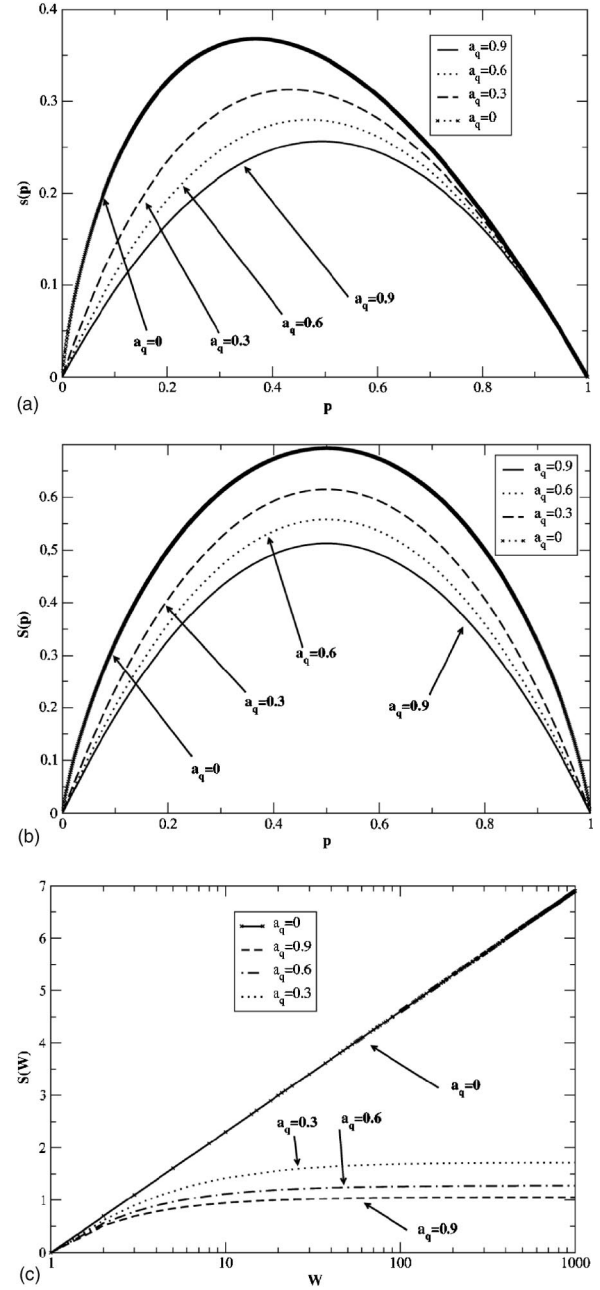 0.4
0.3
0.2
0.1
0
s(p)
a_q=0.9
a_q=0.6
a_q=0.3
a_q=0
a_q=0.9
a_q=0.6
a_q=0.3
a_q=0
0 0.2 0.4 0.6 0.8 1
p
(a)
0.6
0.5
0.4
0.3
0.2
0.1
0
S(p)
a_q=0.9
a_q=0.6
a_q=0.3
a_q=0
a_q=0.6
a_q=0.3
a_q=0.9
a_q=0
0 0.2 0.4 0.6 0.8 1
p
(b)
7
6
5
4
3
2
1
0
S(W)
a_q=0
a_q=0.9
a_q=0.6
a_q=0.3
a_q=0
a_q=0.3
a_q=0.6
a_q=0.9
1 10 100 1000
W
(c)